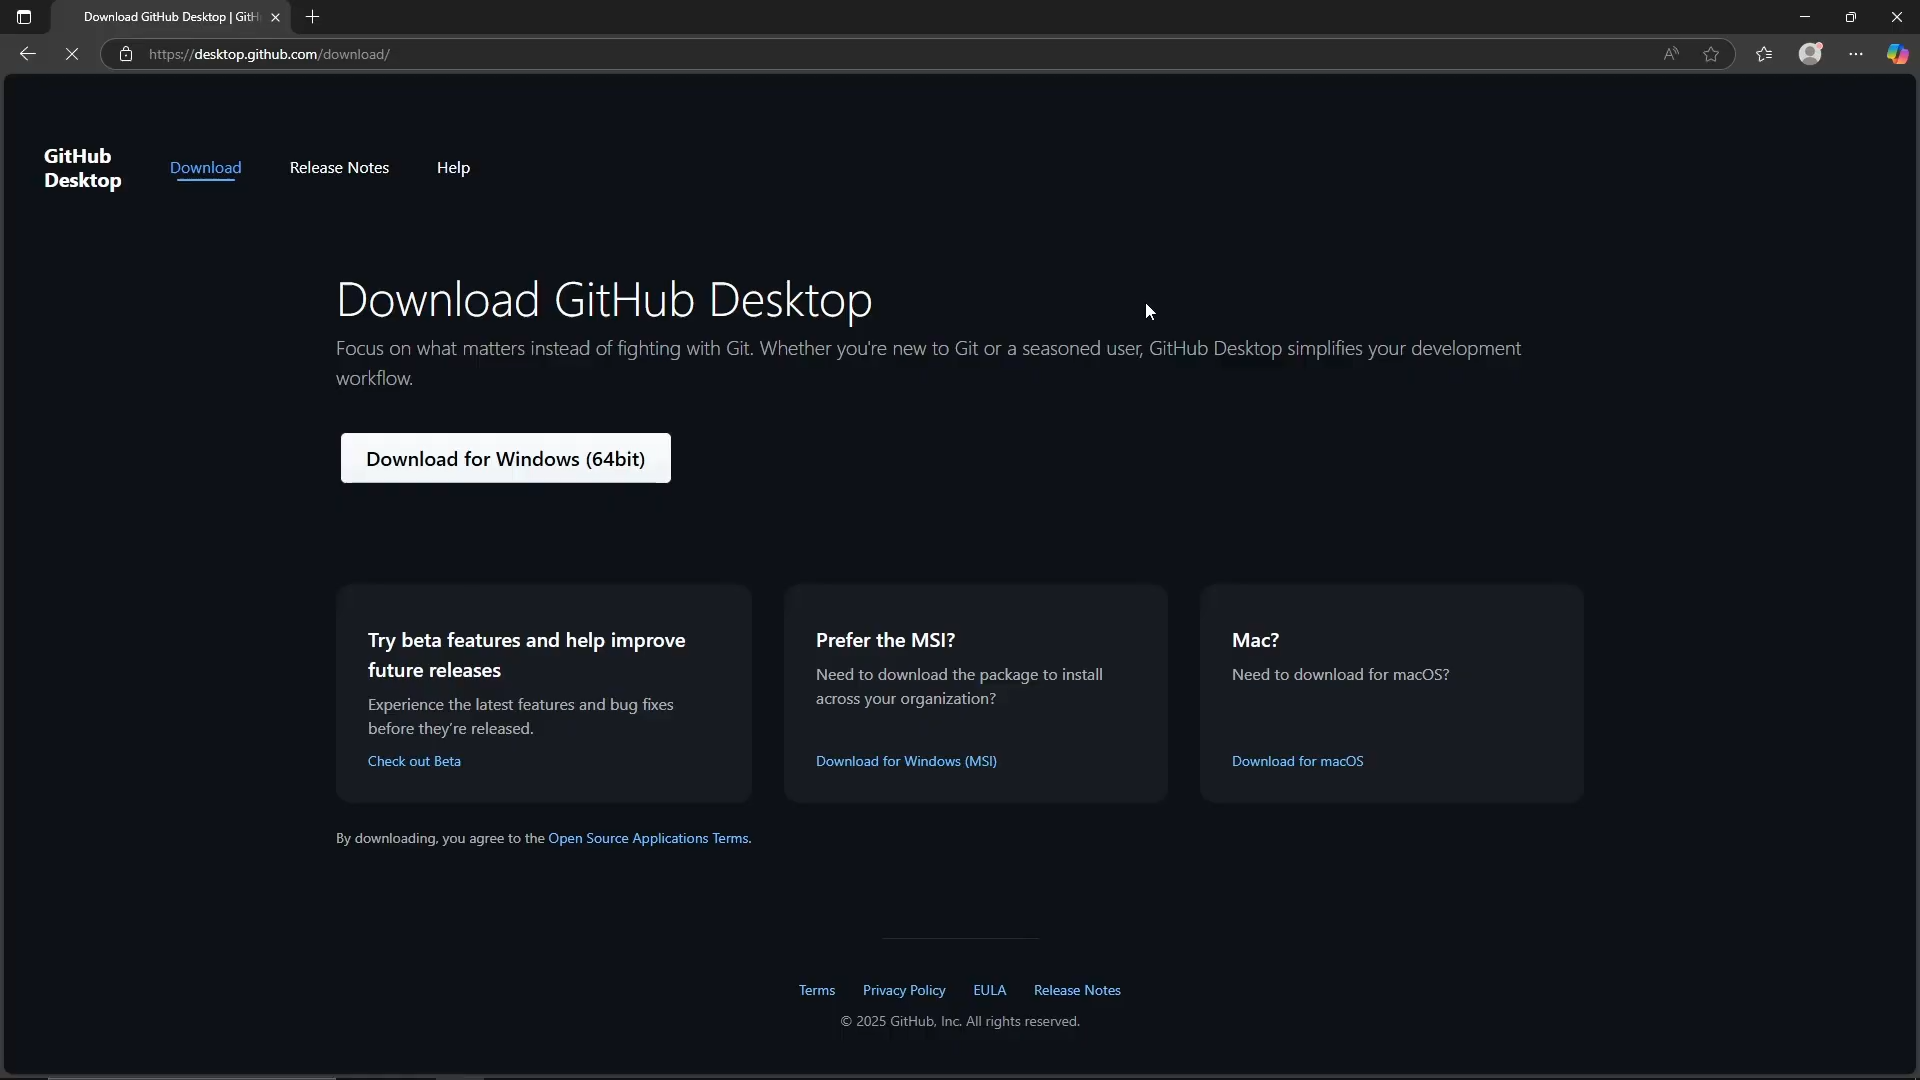 Download GitHub Desktop | GitH
https://desktop.github.com/download/
GitHub
Desktop
Download
Release Notes
Help
Download GitHub Desktop
Focus on what matters instead of fighting with Git. Whether you're new to Git or a seasoned user, GitHub Desktop simplifies your development
workflow.
Download for Windows (64bit)
Try beta features and help improve
future releases
Experience the latest features and bug fixes
before they're released.
Check out Beta
Prefer the MSI?
Need to download the package to install
across your organization?
Download for Windows (MSI)
Mac?
Need to download for macOS?
Download for macOS
By downloading, you agree to the Open Source Applications Terms.
Terms
Privacy Policy
EULA
Release Notes
© 2025 GitHub, Inc. All rights reserved.